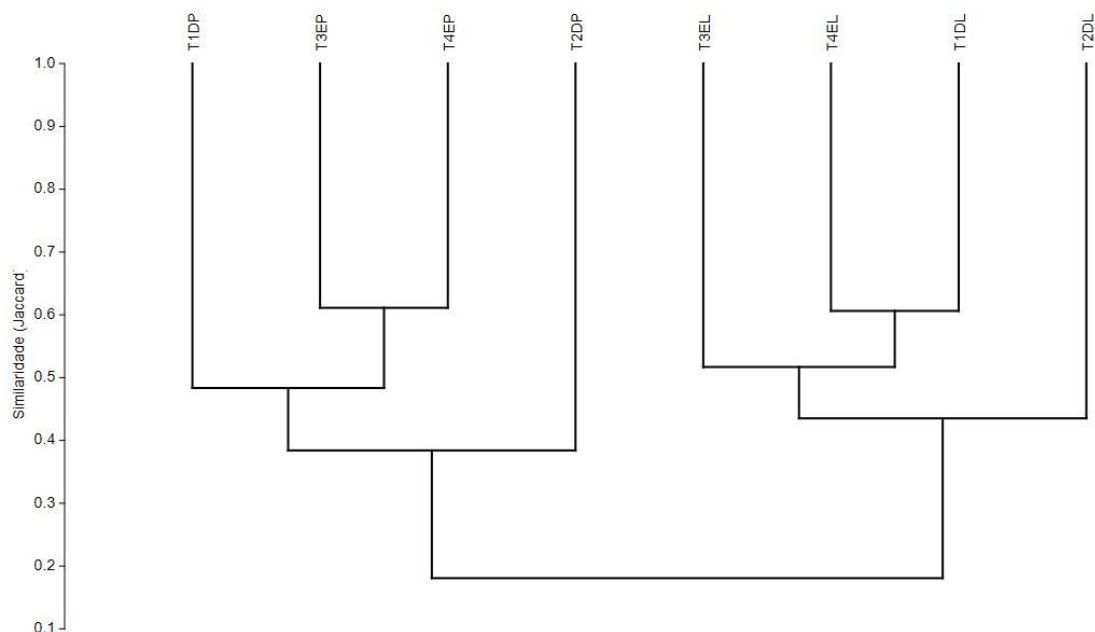 T1DP
T3EP
T4EP
T2DP
T3EL
T4EL
T1DL
T2DL
1.0
0.9
0.8
0.7
0.6
0.5
0.4
0.3
0.2
0.1
Similaridade (Jaccard)